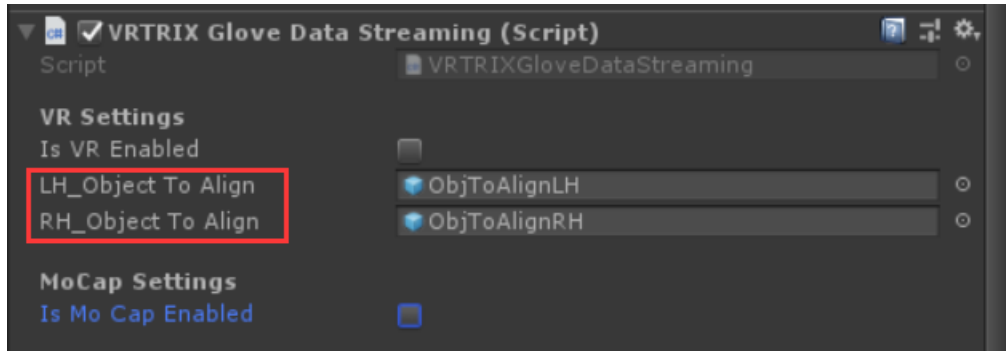 VRTRIX Glove Data Streaming (Script)
Script VRTRIXGloveDataStreaming
VR Settings
Is VR Enabled
LH_Object To Align ObjToAlignLH
RH_Object To Align ObjToAlignRH
MoCap Settings
Is Mo Cap Enabled